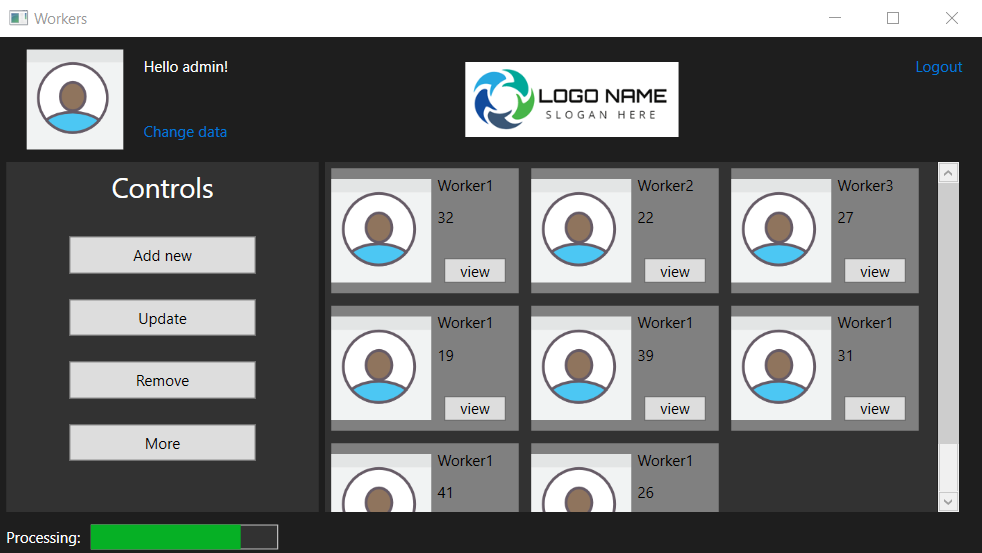 Workers
Hello admin!
Change data
LOGO NAME
SLOGAN HERE
Logout
Controls
Add new
Update
Remove
More
Worker1
32
view
Worker2
22
view
Worker3
27
view
Worker1
19
view
Worker1
39
view
Worker1
31
view
Worker1
41
Worker1
26
Processing: